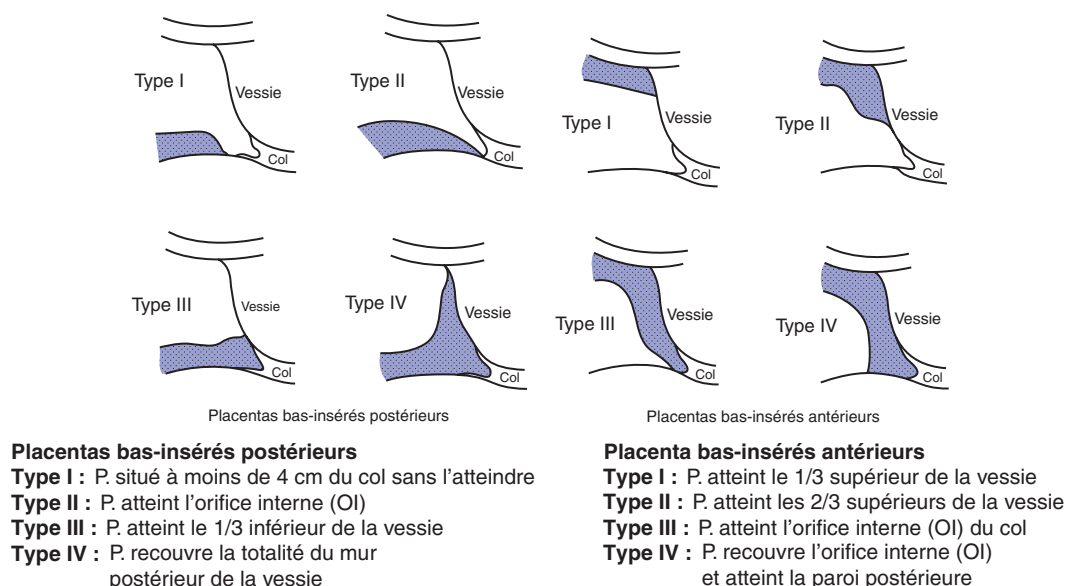 Type I
Vessie
Col
Type II
Vessie
Col
Type III
Vessie
Col
Type IV
Vessie
Col
Placentas bas-insérés postérieurs
Type I
Vessie
Col
Type II
Vessie
Col
Type III
Vessie
Col
Type IV
Vessie
Col
Placentas bas-insérés antérieurs
Placentas bas-insérés postérieurs
Type I : P. situé à moins de 4 cm du col sans l'atteindre
Type II : P. atteint l'orifice interne (OI)
Type III : P. atteint le 1/3 inférieur de la vessie
Type IV : P. recouvre la totalité du mur
postérieur de la vessie
Placenta bas-insérés antérieurs
Type I : P. atteint le 1/3 supérieur de la vessie
Type II : P. atteint les 2/3 supérieurs de la vessie
Type III : P. atteint l'orifice interne (OI) du col
Type IV : P. recouvre l'orifice interne (OI)
et atteint la paroi postérieure